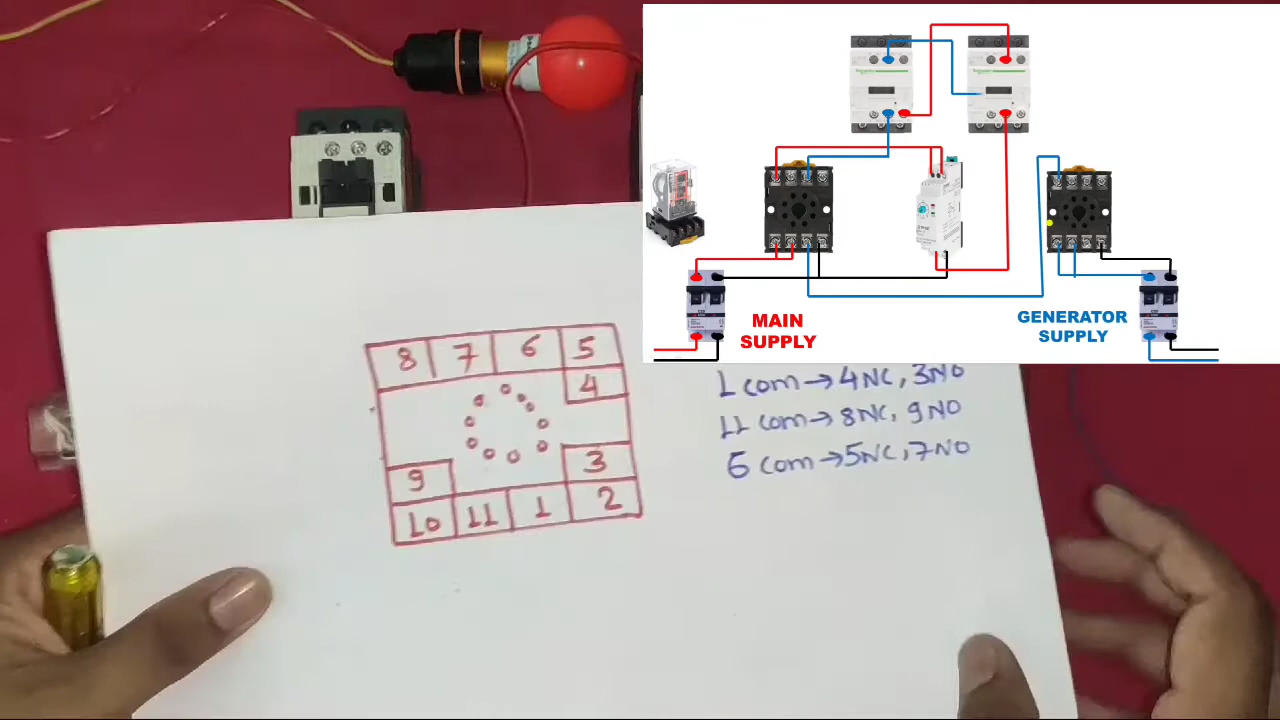 MAIN
SUPPLY
GENERATOR
SUPPLY
8 7 6 5
4
9 3
10 11 1 2
1 com→4NC, 3NO
11 com→8NC, 9NO
6 com→5NC, 7NO